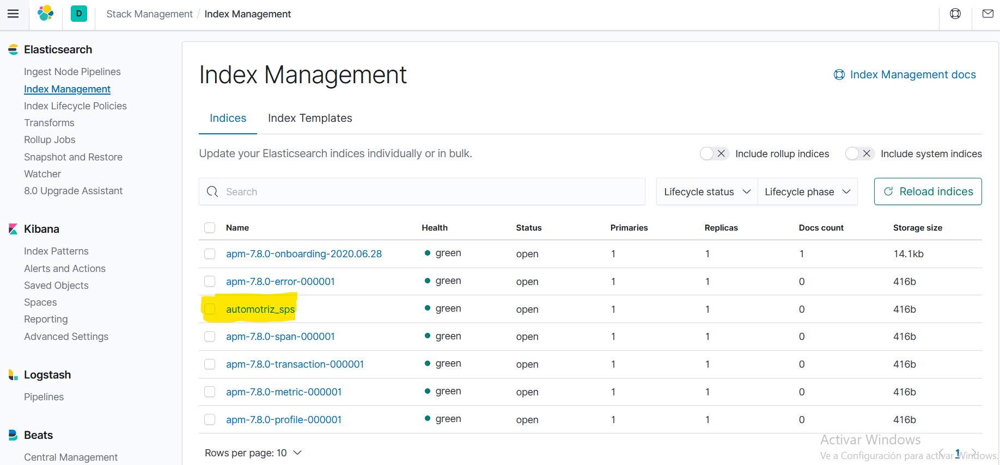 D Stack Management / Index Management
Elasticsearch
Ingest Node Pipelines
Index Management
Index Lifecycle Policies
Transforms
Rollup Jobs
Snapshot and Restore
Watcher
8.0 Upgrade Assistant
Kibana
Index Patterns
Alerts and Actions
Saved Objects
Spaces
Reporting
Advanced Settings
Logstash
Pipelines
Beats
Central Management
Index Management
Index Management docs
Indices Index Templates
Update your Elasticsearch indices individually or in bulk. Include rollup indices Include system indices
Search Lifecycle status Lifecycle phase Reload indices
Name Health Status Primaries Replicas Docs count Storage size
apm-7.8.0-onboarding-2020.06.28 green open 1 1 1 14.1kb
apm-7.8.0-error-000001 green open 1 1 0 416b
automotriz_sps green open 1 1 0 416b
apm-7.8.0-span-000001 green open 1 1 0 416b
apm-7.8.0-transaction-000001 green open 1 1 0 416b
apm-7.8.0-metric-000001 green open 1 1 0 416b
apm-7.8.0-profile-000001 green open 1 1 0 416b
Rows per page: 10 1
Activar Windows
Ve a Configuración para activar Windows.